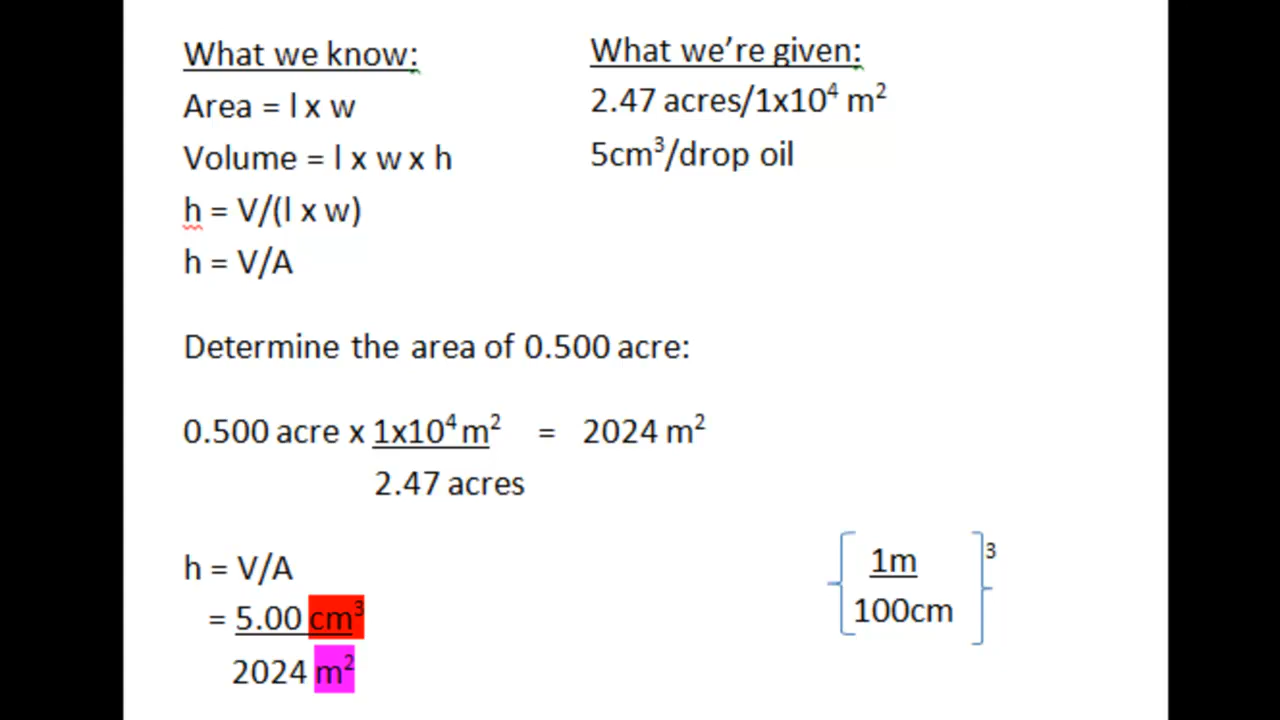 What we know:
Area = l x w
Volume = l x w x h
h = V/(l x w)
h = V/A
What we're given:
2.47 acres/1x10⁴ m²
5cm³/drop oil
Determine the area of 0.500 acre:
0.500 acre x 1x10⁴ m² = 2024 m²
2.47 acres
h = V/A
= 5.00 cm³
2024 m²
1m
100cm
3